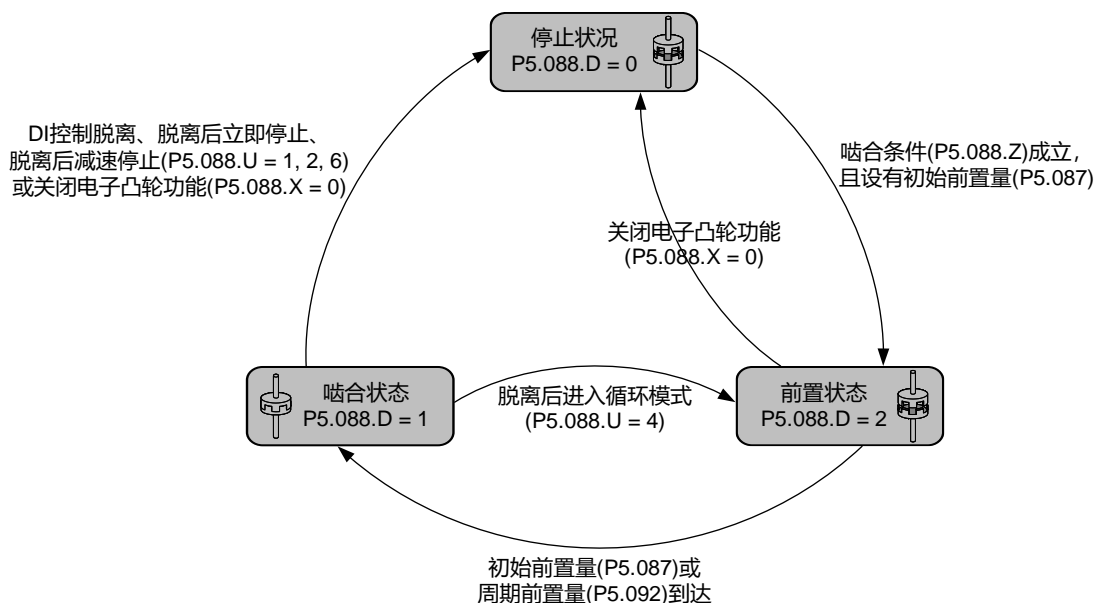 停止状况
P5.088.D = 0
DI控制脱离、脱离后立即停止、
脱离后减速停止(P5.088.U = 1, 2, 6)
或关闭电子凸轮功能(P5.088.X = 0)
啮合条件(P5.088.Z)成立，
且设有初始前置量(P5.087)
关闭电子凸轮功能
(P5.088.X = 0)
啮合状态
P5.088.D = 1
脱离后进入循环模式
(P5.088.U = 4)
前置状态
P5.088.D = 2
初始前置量(P5.087)或
周期前置量(P5.092)到达